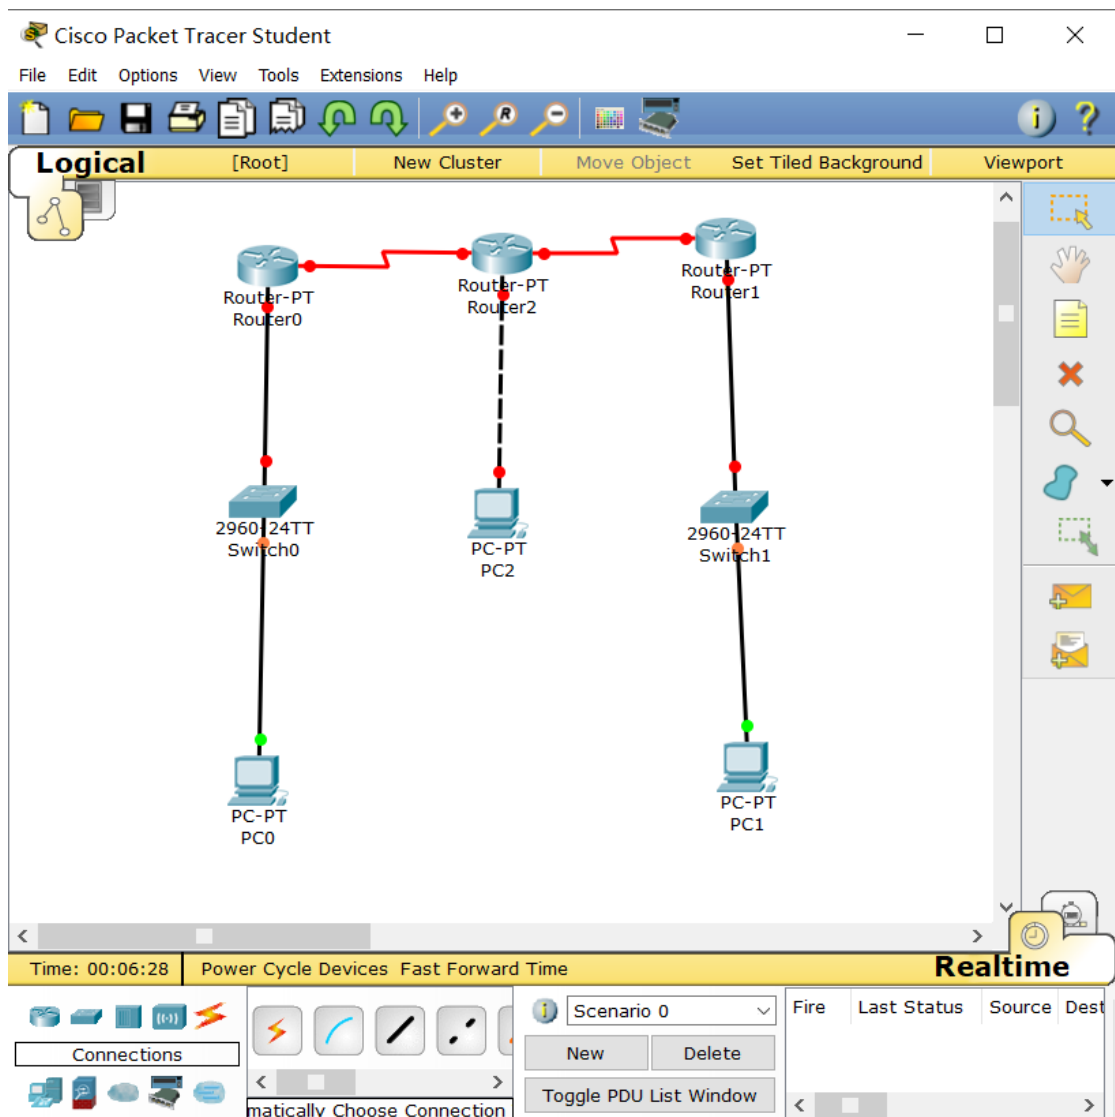 Cisco Packet Tracer Student
File Edit Options View Tools Extensions Help
Logical [Root] New Cluster Move Object Set Tiled Background Viewport
Router-PT
Router0
Router-PT
Router2
Router-PT
Router1
2960-24TT
Switch0
PC-PT
PC2
2960-24TT
Switch1
PC-PT
PC0
PC-PT
PC1
Time: 00:06:28 Power Cycle Devices Fast Forward Time Realtime
Scenario 0
Fire Last Status Source Dest
Connections
New Delete
Toggle PDU List Window
matically Choose Connection